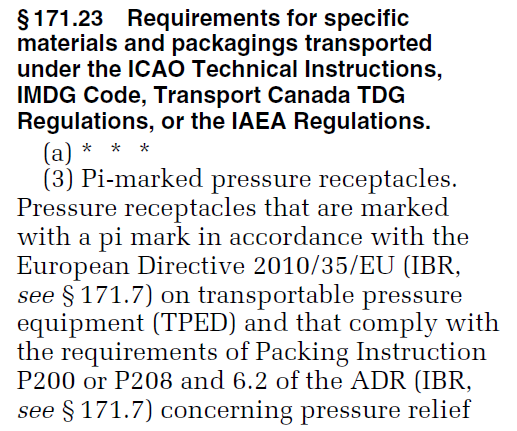 § 171.23 Requirements for specific
materials and packagings transported
under the ICAO Technical Instructions,
IMDG Code, Transport Canada TDG
Regulations, or the IAEA Regulations.
(a) * * *
(3) Pi-marked pressure receptacles.
Pressure receptacles that are marked
with a pi mark in accordance with the
European Directive 2010/35/EU (IBR,
see § 171.7) on transportable pressure
equipment (TPED) and that comply with
the requirements of Packing Instruction
P200 or P208 and 6.2 of the ADR (IBR,
see § 171.7) concerning pressure relief